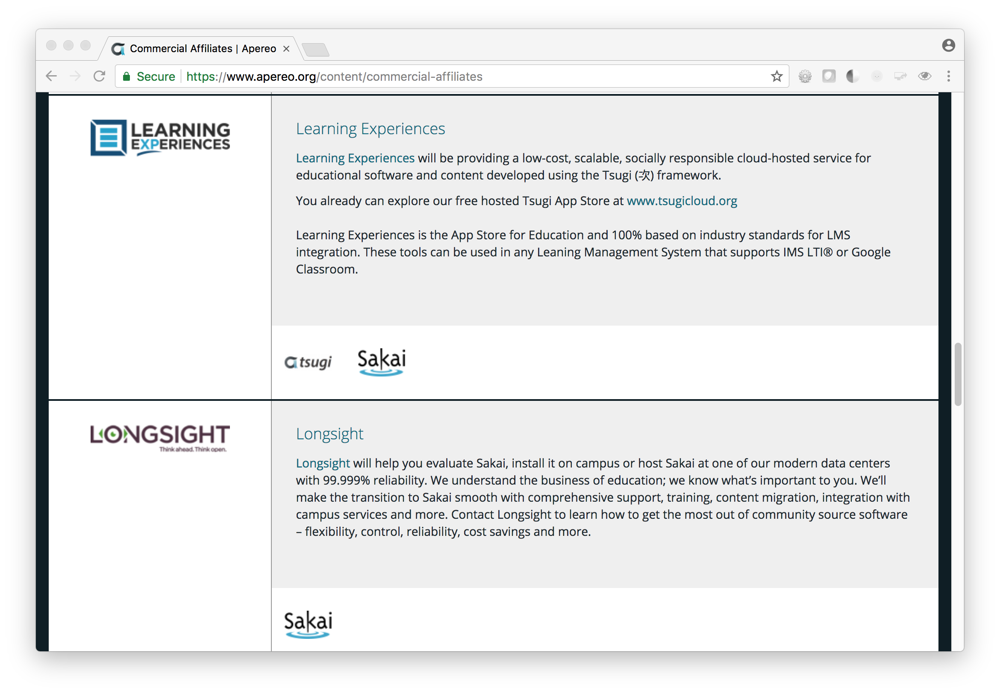 Commercial Affiliates | Apereo
Secure
https://www.apereo.org/content/commercial-affiliates
LEARNING
EXPERIENCES
Learning Experiences
Learning Experiences will be providing a low-cost, scalable, socially responsible cloud-hosted service for
educational software and content developed using the Tsugi (次) framework.
You already can explore our free hosted Tsugi App Store at www.tsugicloud.org
Learning Experiences is the App Store for Education and 100% based on industry standards for LMS
integration. These tools can be used in any Leaning Management System that supports IMS LTI® or Google
Classroom.
tsugi
Sakai
LONGSIGHT
Think ahead. Think open.
Longsight
Longsight will help you evaluate Sakai, install it on campus or host Sakai at one of our modern data centers
with 99.999% reliability. We understand the business of education; we know what’s important to you. We’ll
make the transition to Sakai smooth with comprehensive support, training, content migration, integration with
campus services and more. Contact Longsight to learn how to get the most out of community source software
– flexibility, control, reliability, cost savings and more.
Sakai